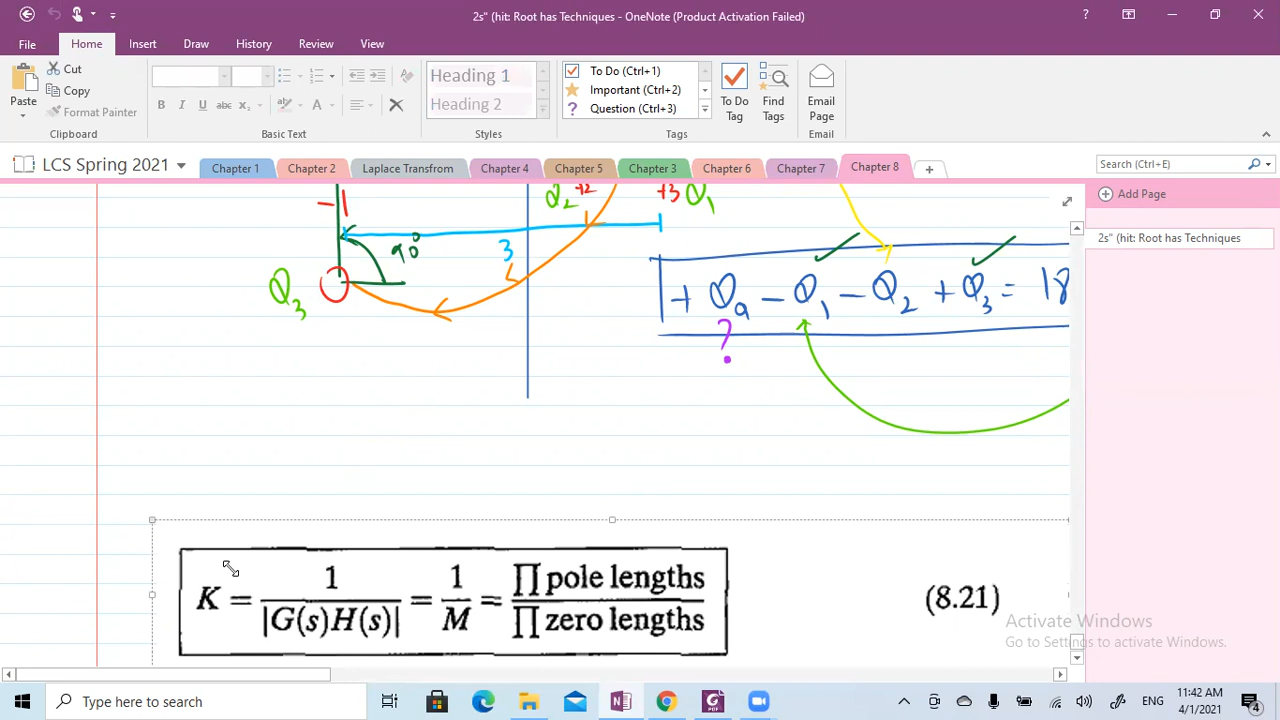 2s" (hit: Root has Techniques - OneNote (Product Activation Failed)
File Home Insert Draw History Review View
Paste
Cut
Copy
Format Painter
Clipboard
B I U abc x₂ A
Basic Text
Heading 1
Heading 2
Styles
To Do (Ctrl+1)
Important (Ctrl+2)
Question (Ctrl+3)
Tags
To Do Tag
Find Tags
Email Page
Email
LCS Spring 2021
Chapter 1 Chapter 2 Laplace Transfrom Chapter 4 Chapter 5 Chapter 3 Chapter 6 Chapter 7 Chapter 8
Search (Ctrl+E)
Add Page
2s" (hit: Root has Techniques
-1
+3
3
90°
+ Θa − Θ1 − Θ2 + Θ3 = 18
?
Θ3
Θ2
Θ1
K = 1 / |G(s)H(s)| = 1 / M = ∏ pole lengths / ∏ zero lengths
(8.21)
Activate Windows
Go to Settings to activate Windows.
Type here to search
ENG
11:42 AM
4/1/2021
4